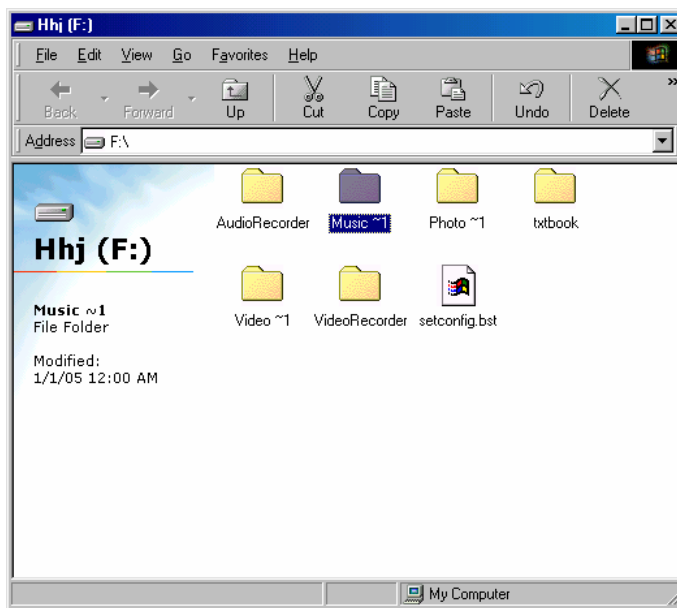 Hhj (F:)
File Edit View Go Favorites Help
Back Forward Up Cut Copy Paste Undo Delete »
Address F:\
AudioRecorder Music ~1 Photo ~1 txtbook
Hhj (F:)
Video ~1 VideoRecorder setconfig.bst
Music ~1
File Folder
Modified:
1/1/05 12:00 AM
My Computer